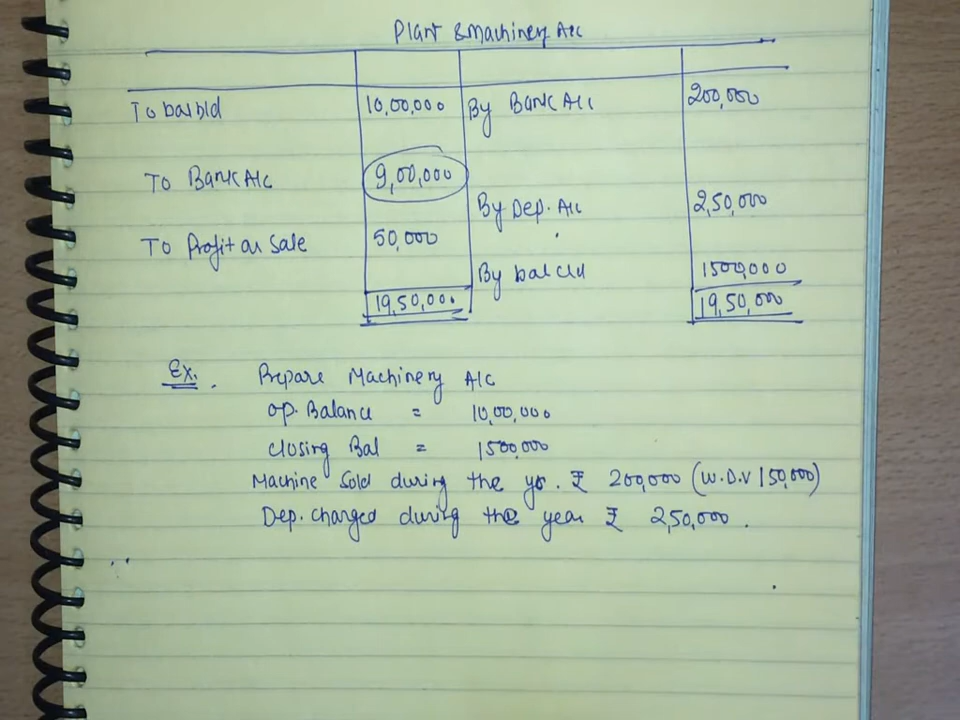 Plant & Machinery A/c
To bal b/d 10,00,000 By Bank A/c 200,000
To Bank A/c 9,00,000
By Dep. A/c 2,50,000
To Profit on Sale 50,000
By bal c/d 1500,000
19,50,000 19,50,000
Ex. Prepare Machinery A/c
op. Balance = 10,00,000
closing Bal = 1500,000
Machine Sold during the yr. ₹ 200,000 (W.D.V 150,000)
Dep. charged during the year ₹ 2,50,000.